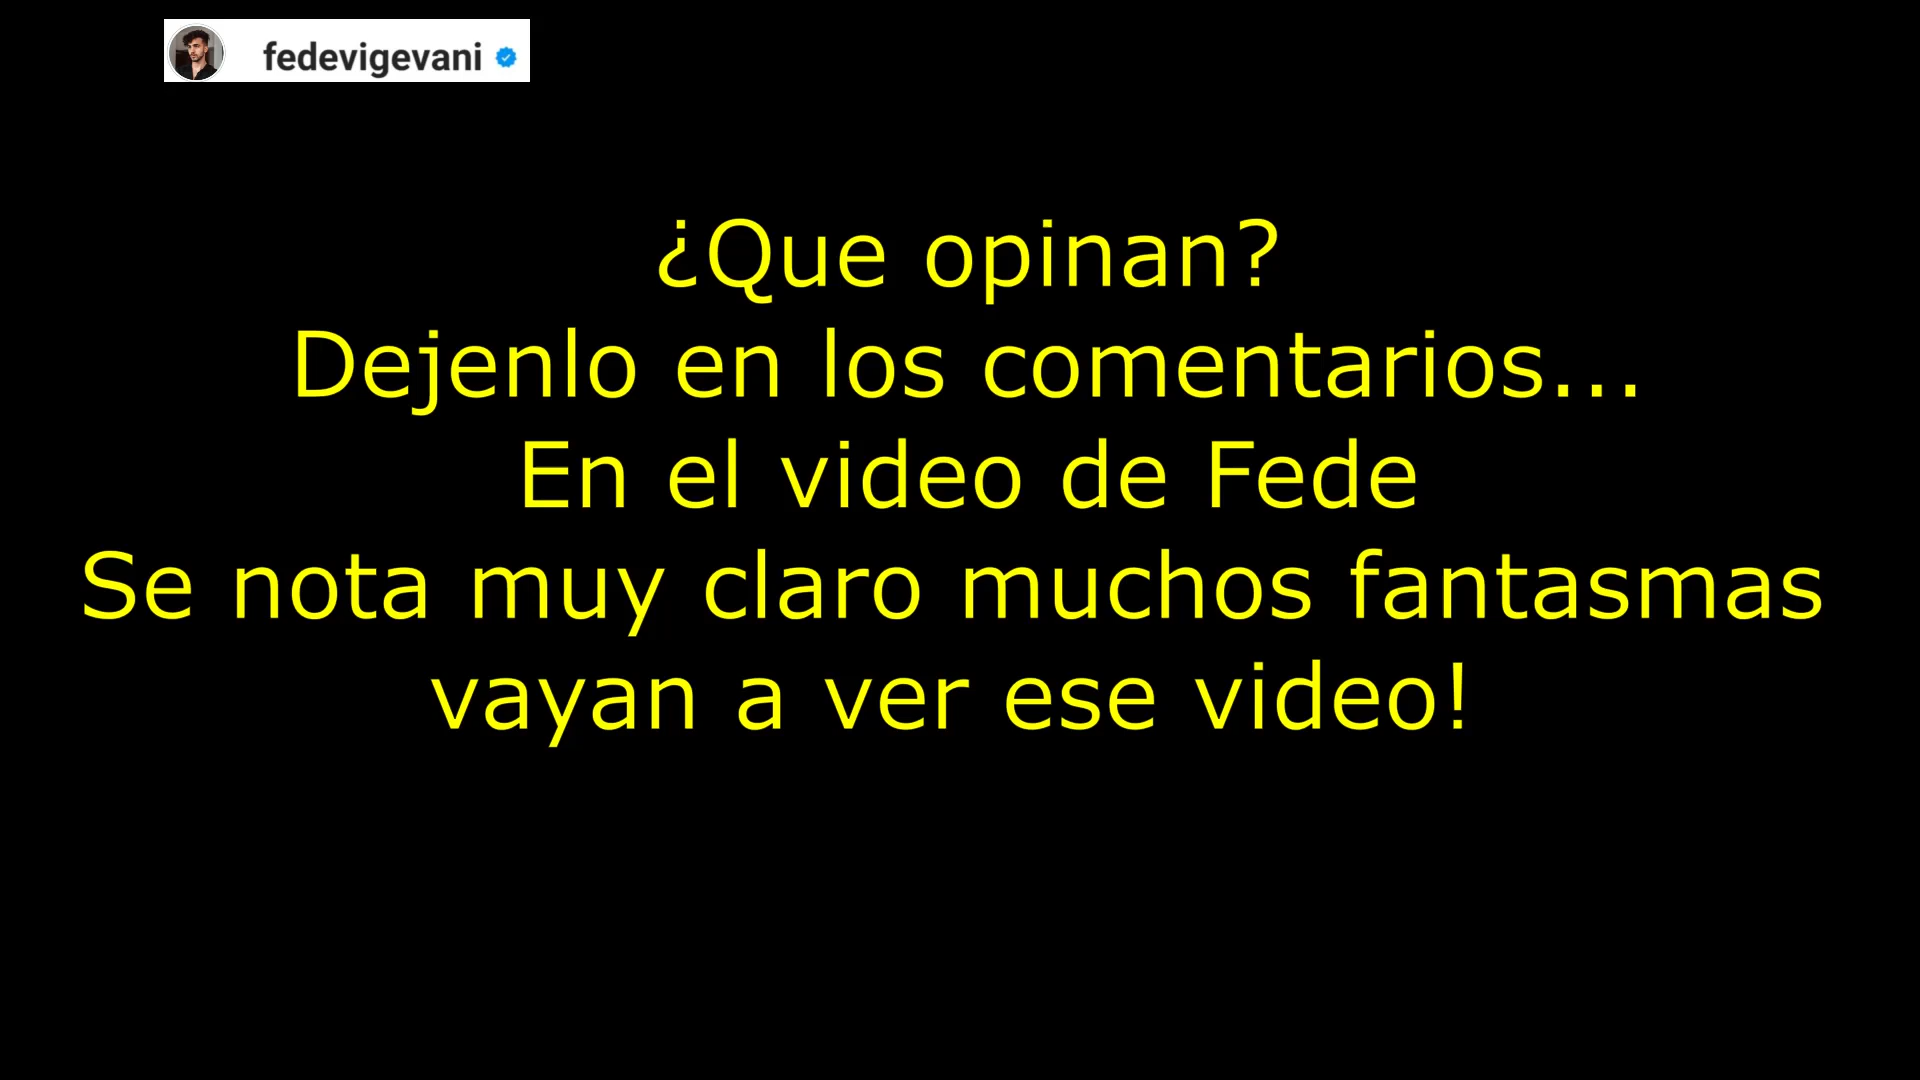 fedevigevani
¿Que opinan?
Dejenlo en los comentarios...
En el video de Fede
Se nota muy claro muchos fantasmas
vayan a ver ese video!